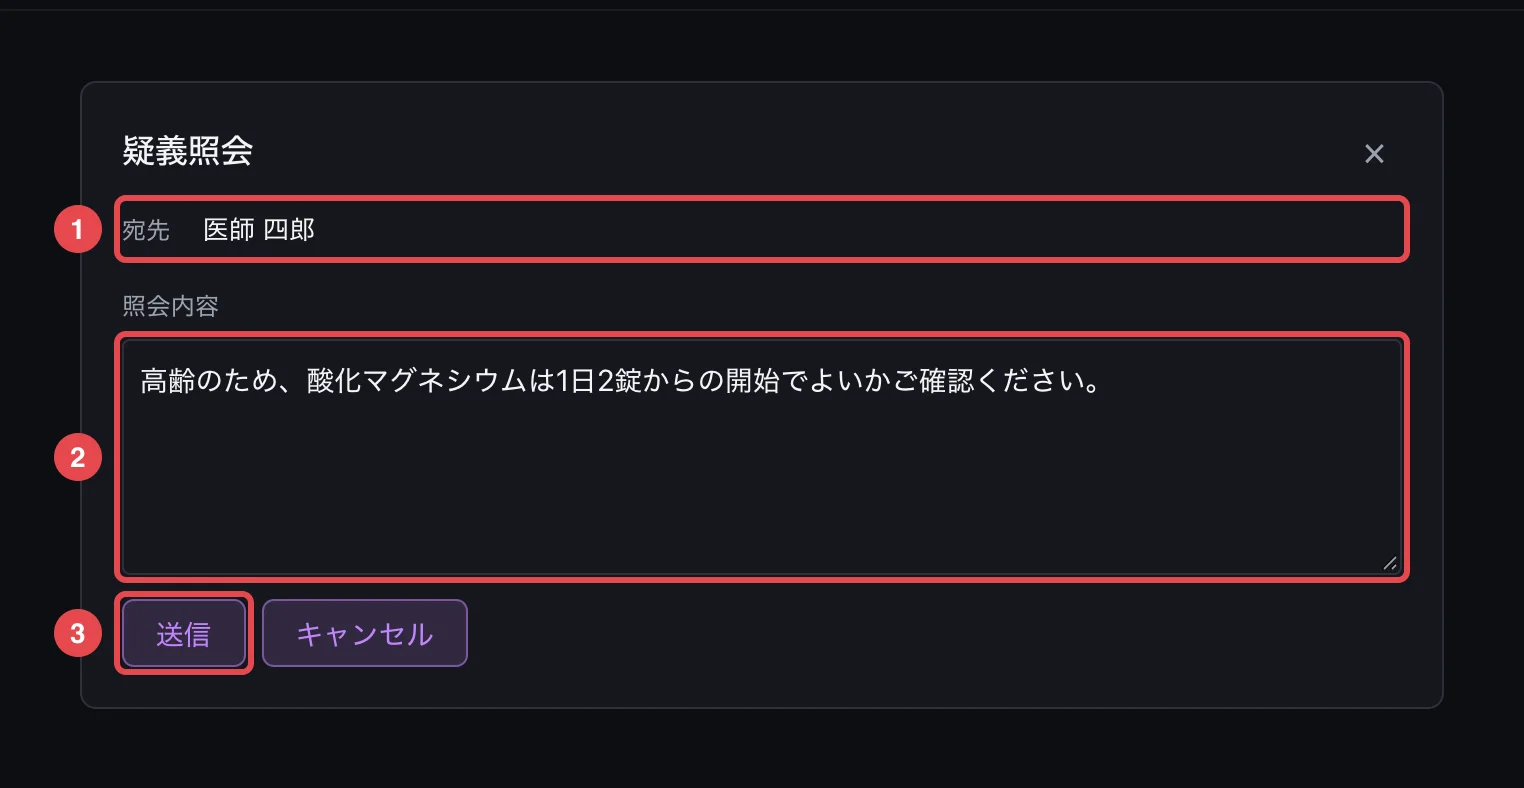 疑義照会
×
1
宛先 医師 四郎
照会内容
2
高齢のため、酸化マグネシウムは1日2錠からの開始でよいかご確認ください。
3
送信 キャンセル